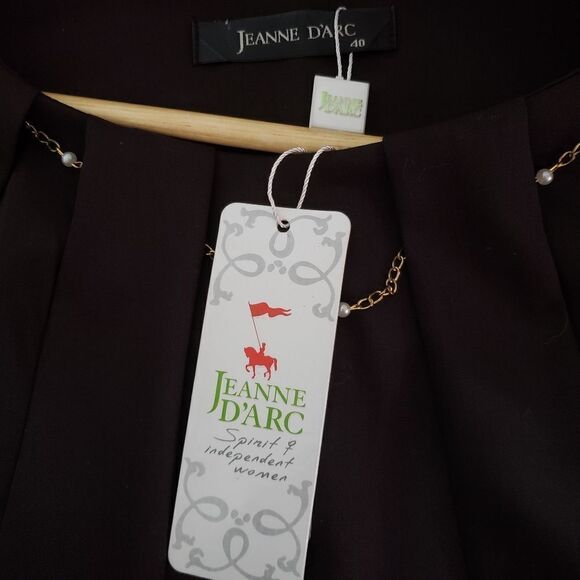 JEANNE D'ARC
40
JEANNE
D'ARC
JEANNE
D'ARC
Spirit of
independent
women